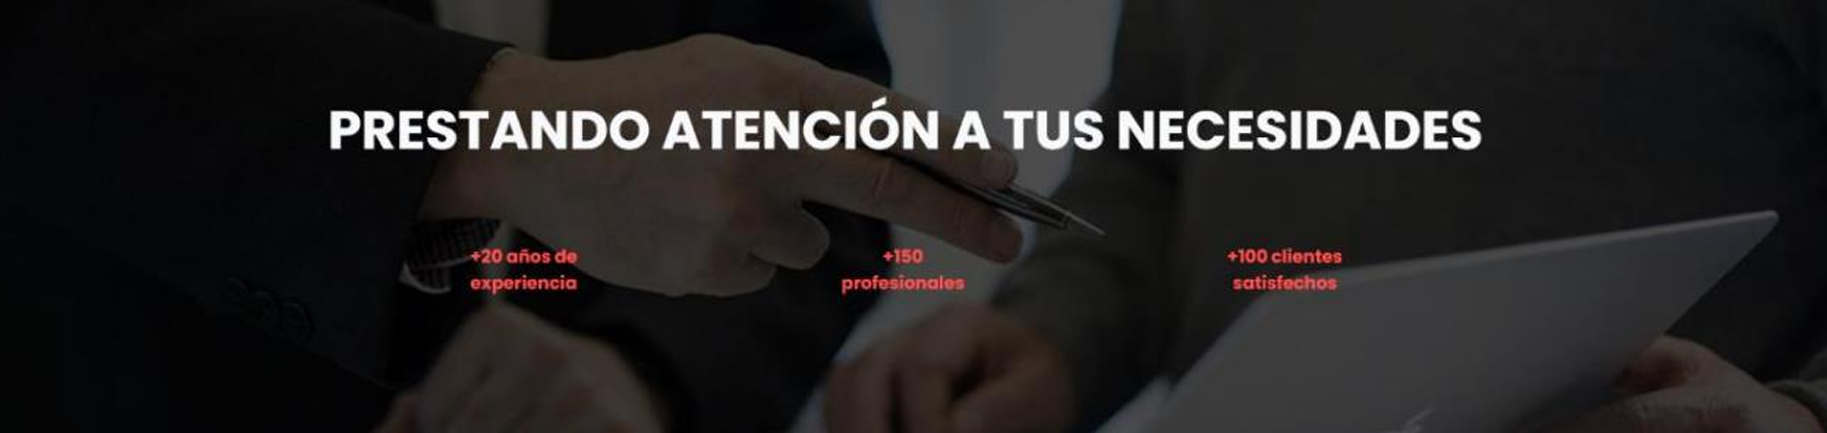 PRESTANDO ATENCIÓN A TUS NECESIDADES
+20 años de
experiencia
+150
profesionales
+100 clientes
satisfechos